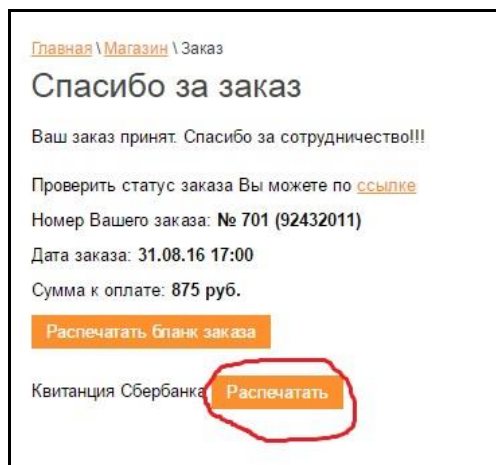 Главная \ Магазин \ Заказ
Спасибо за заказ
Ваш заказ принят. Спасибо за сотрудничество!!!
Проверить статус заказа Вы можете по ссылке
Номер Вашего заказа: № 701 (92432011)
Дата заказа: 31.08.16 17:00
Сумма к оплате: 875 руб.
Распечатать бланк заказа
Квитанция Сбербанка Распечатать